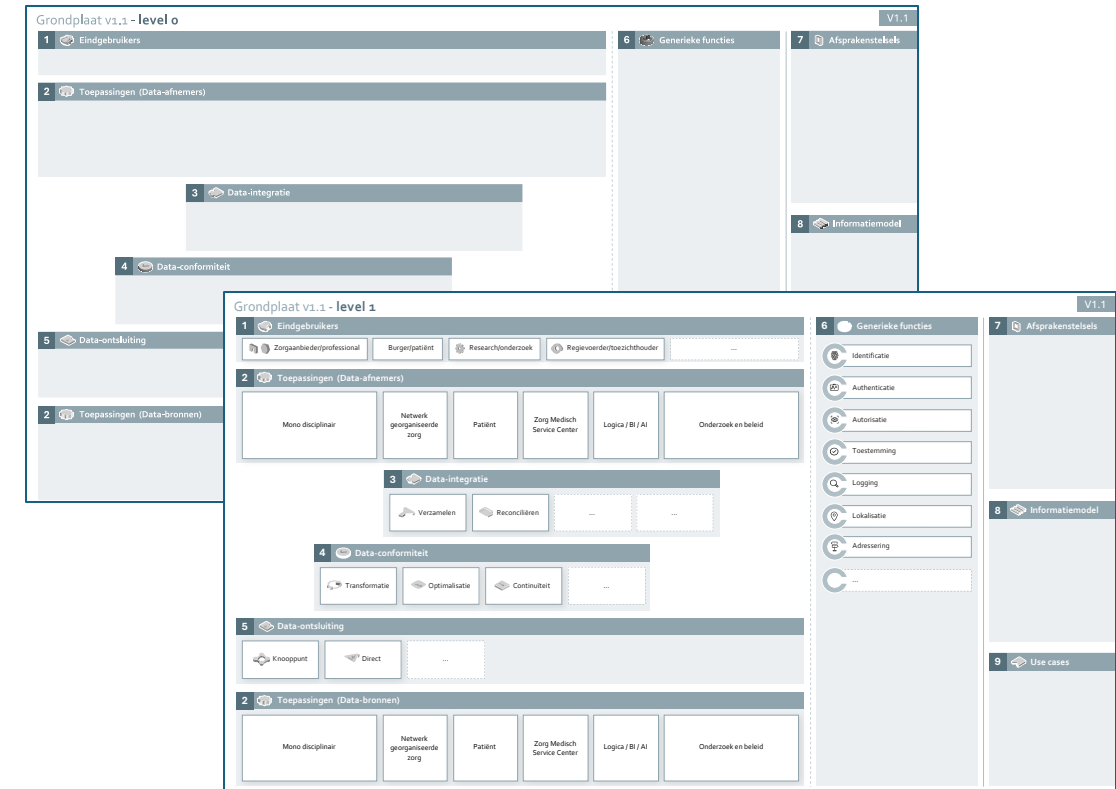 Grondplaat v1.1 - level 0
V1.1
1 Eindgebruikers
6 Generieke functies
7 Afsprakenstelsels
2 Toepassingen (Data-afnemers)
3 Data-integratie
8 Informatiemodel
4 Data-conformiteit
5 Data-ontsluiting
2 Toepassingen (Data-bronnen)
Grondplaat v1.1 - level 1
V1.1
1 Eindgebruikers
6 Generieke functies
7 Afsprakenstelsels
Zorgaanbieder/professional
Burger/patiënt
Research/onderzoek
Regievoerder/toezichthouder
...
Identificatie
2 Toepassingen (Data-afnemers)
Authenticatie
Mono disciplinair
Netwerk
georganiseerde
zorg
Patiënt
Zorg Medisch
Service Center
Logica / BI / AI
Onderzoek en beleid
Autorisatie
Toestemming
3 Data-integratie
Logging
Verzamelen
Reconciliëren
...
...
8 Informatiemodel
Lokalisatie
4 Data-conformiteit
Adressering
Transformatie
Optimalisatie
Continuïteit
...
...
5 Data-ontsluiting
Knooppunt
Direct
...
9 Use cases
2 Toepassingen (Data-bronnen)
Mono disciplinair
Netwerk
georganiseerde
zorg
Patiënt
Zorg Medisch
Service Center
Logica / BI / AI
Onderzoek en beleid